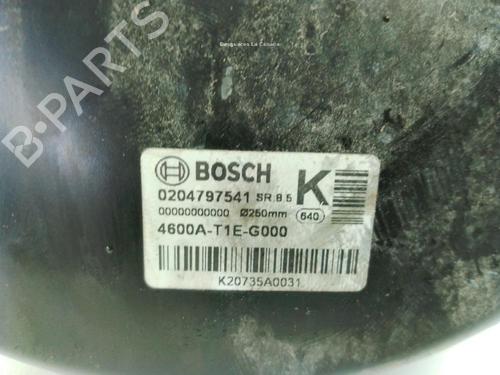 Desguaces La Cabaña
B-PARTS
BOSCH K
0204797541 SR.8.5
00000000000 Ø250mm 640
4600A-T1E-G000
K20735A0031